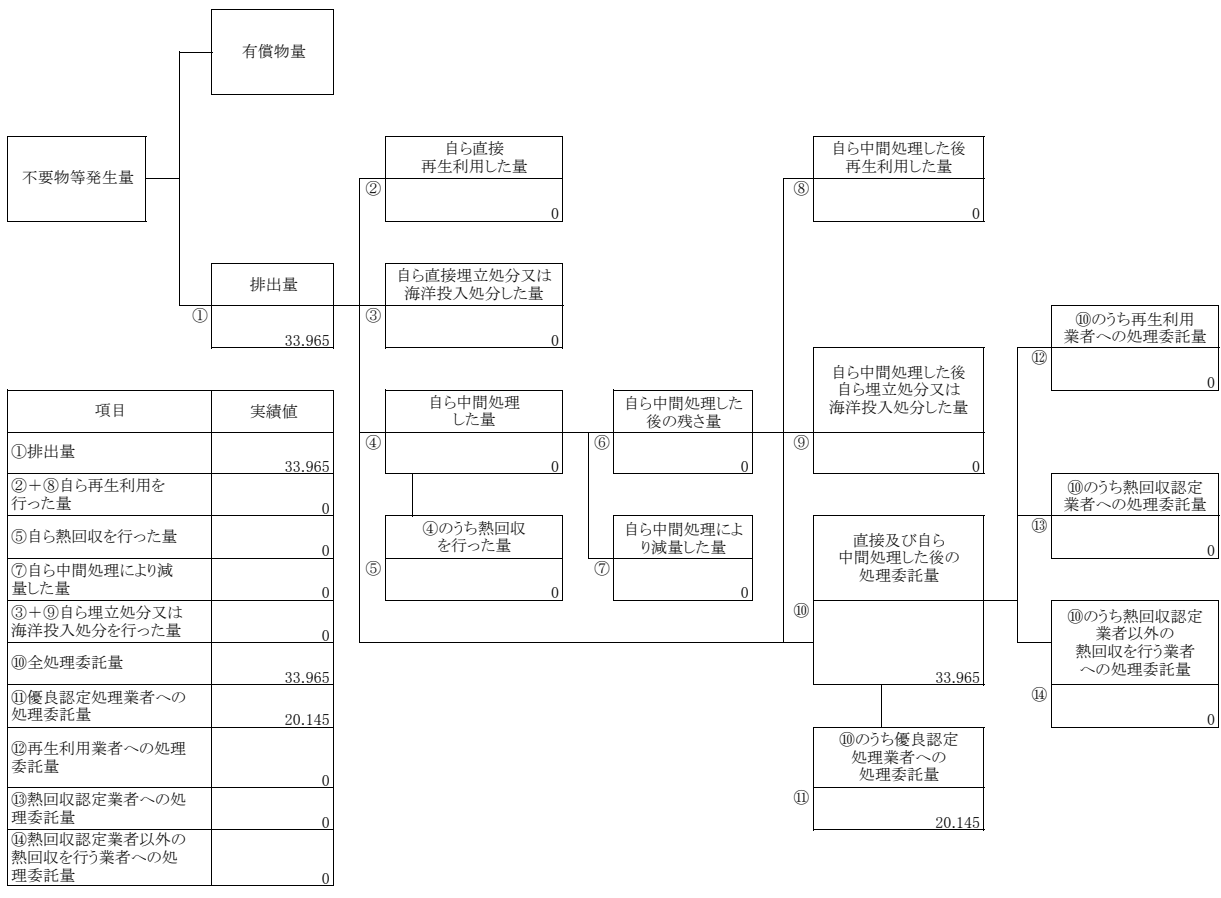 有償物量
不要物等発生量
排出量
①
33.965
自ら直接
再生利用した量
②
0
自ら直接埋立処分又は
海洋投入処分した量
③
0
自ら中間処理
した量
④
0
④のうち熱回収
を行った量
⑤
0
自ら中間処理した
後の残さ量
⑥
0
自ら中間処理によ
り減量した量
⑦
0
自ら中間処理した後
再生利用した量
⑧
0
自ら中間処理した後
自ら埋立処分又は
海洋投入処分した量
⑨
0
直接及び自ら
中間処理した後の
処理委託量
⑩
33.965
⑩のうち優良認定
処理業者への
処理委託量
⑪
20.145
⑩のうち再生利用
業者への処理委託量
⑫
0
⑩のうち熱回収認定
業者への処理委託量
⑬
0
⑩のうち熱回収認定
業者以外の
熱回収を行う業者
への処理委託量
⑭
0
項目 実績値
①排出量
33.965
②＋⑧自ら再生利用を
行った量
0
⑤自ら熱回収を行った量
0
⑦自ら中間処理により減
量した量
0
③＋⑨自ら埋立処分又は
海洋投入処分を行った量
0
⑩全処理委託量
33.965
⑪優良認定処理業者への
処理委託量
20.145
⑫再生利用業者への処理
委託量
0
⑬熱回収認定業者への処
理委託量
0
⑭熱回収認定業者以外の
熱回収を行う業者への処
理委託量
0